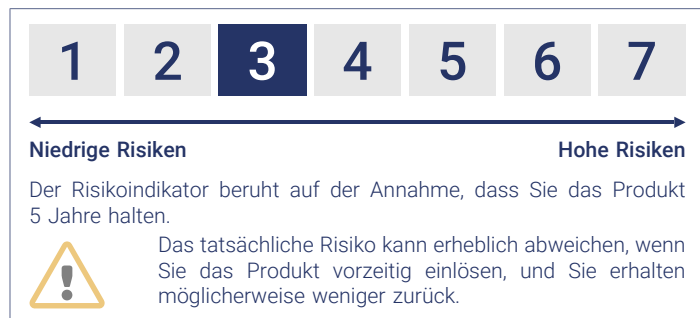 1 2 3 4 5 6 7
Niedrige Risiken Hohe Risiken
Der Risikoindikator beruht auf der Annahme, dass Sie das Produkt
5 Jahre halten.
Das tatsächliche Risiko kann erheblich abweichen, wenn
Sie das Produkt vorzeitig einlösen, und Sie erhalten
möglicherweise weniger zurück.